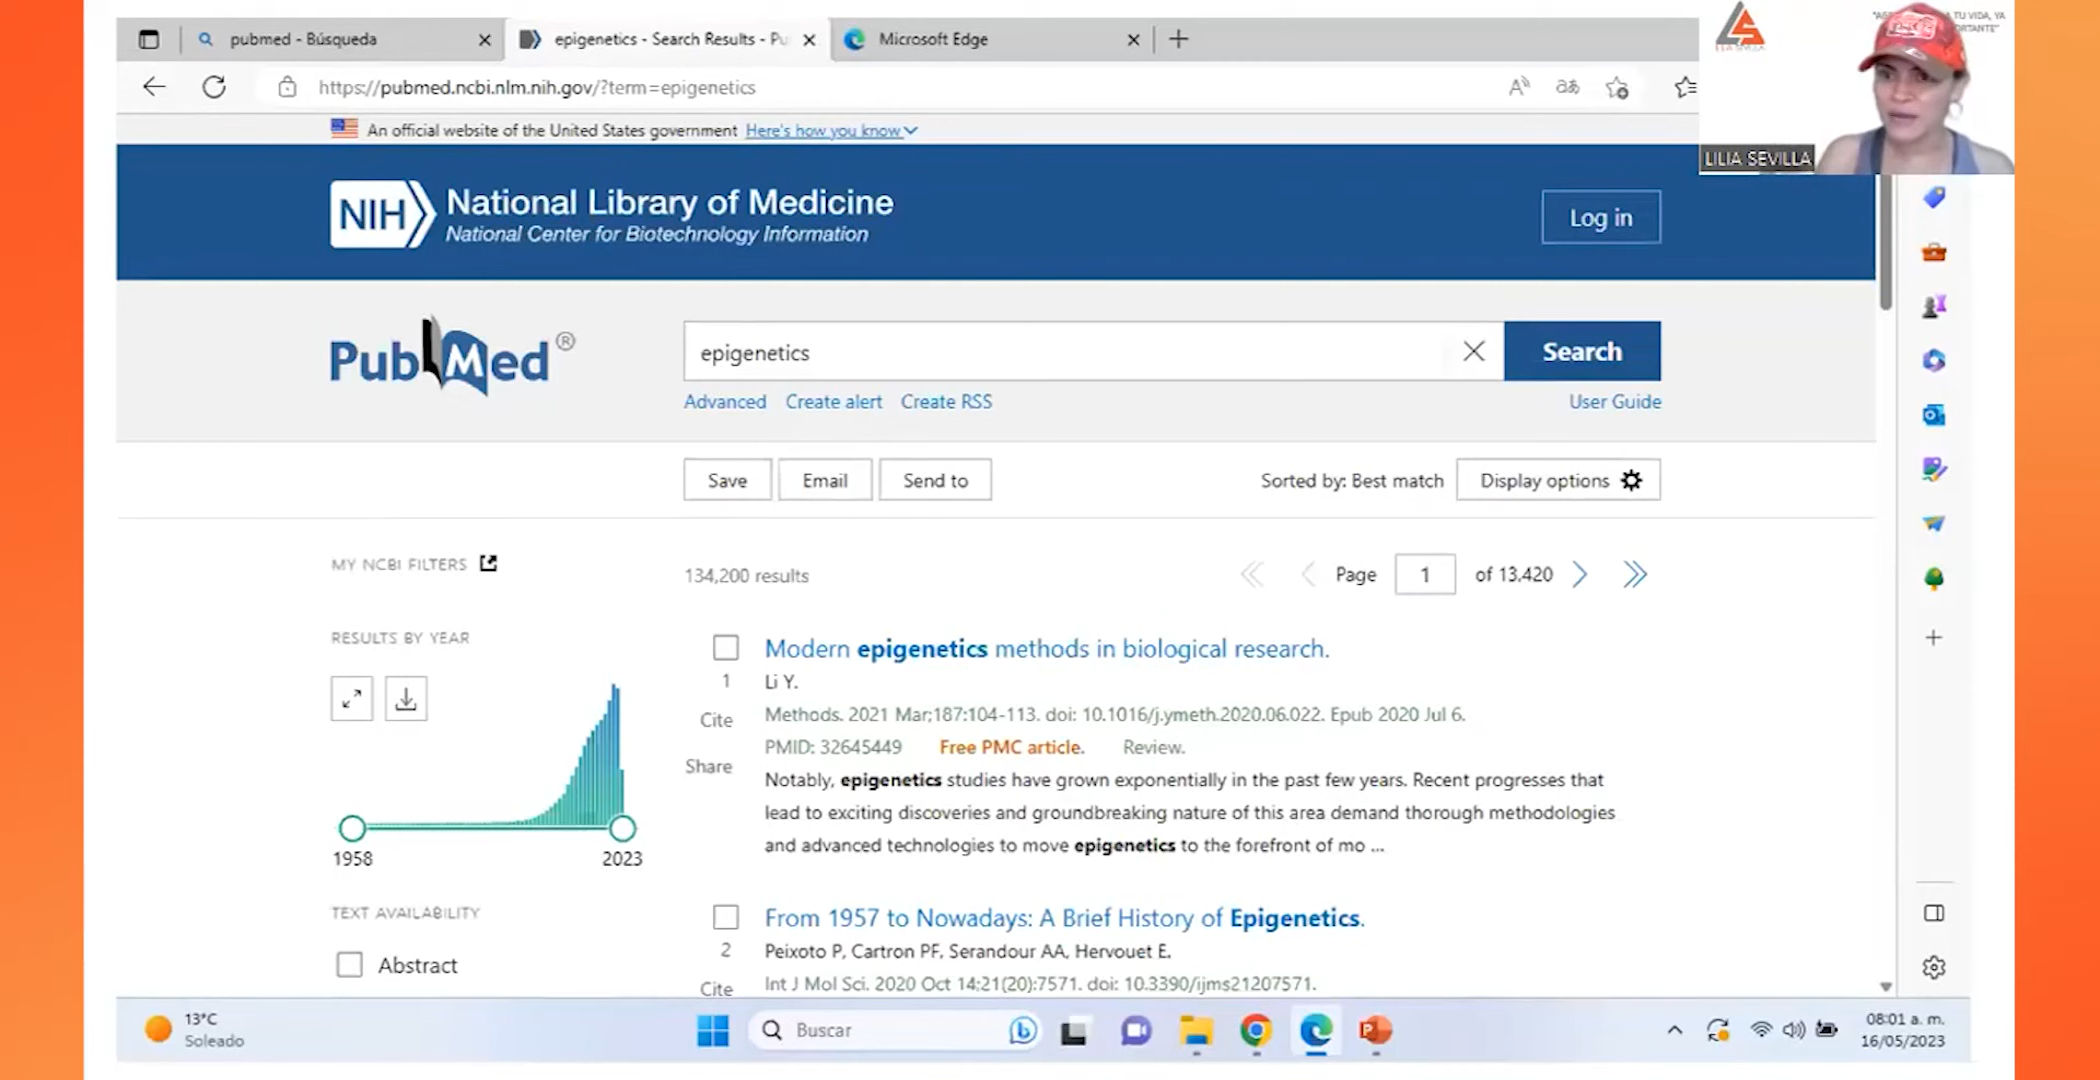 pubmed - Búsqueda
epigenetics - Search Results - Pu
Microsoft Edge
https://pubmed.ncbi.nlm.nih.gov/?term=epigenetics
TU VIDA, YA
LILIA SEVILLA
An official website of the United States government Here's how you know
NIH National Library of Medicine
National Center for Biotechnology Information
Log in
PubMed®
epigenetics
Search
Advanced Create alert Create RSS
User Guide
Save Email Send to
Sorted by: Best match Display options
MY NCBI FILTERS
134,200 results
Page 1 of 13,420
RESULTS BY YEAR
1958 2023
TEXT AVAILABILITY
Abstract
Modern epigenetics methods in biological research.
1 Li Y.
Cite Methods. 2021 Mar;187:104-113. doi: 10.1016/j.ymeth.2020.06.022. Epub 2020 Jul 6.
PMID: 32645449 Free PMC article. Review.
Share
Notably, epigenetics studies have grown exponentially in the past few years. Recent progresses that
lead to exciting discoveries and groundbreaking nature of this area demand thorough methodologies
and advanced technologies to move epigenetics to the forefront of mo ...
From 1957 to Nowadays: A Brief History of Epigenetics.
2 Peixoto P, Cartron PF, Serandour AA, Hervouet E.
Cite Int J Mol Sci. 2020 Oct 14;21(20):7571. doi: 10.3390/ijms21207571.
13°C
Soleado
Buscar
08:01 a. m.
16/05/2023